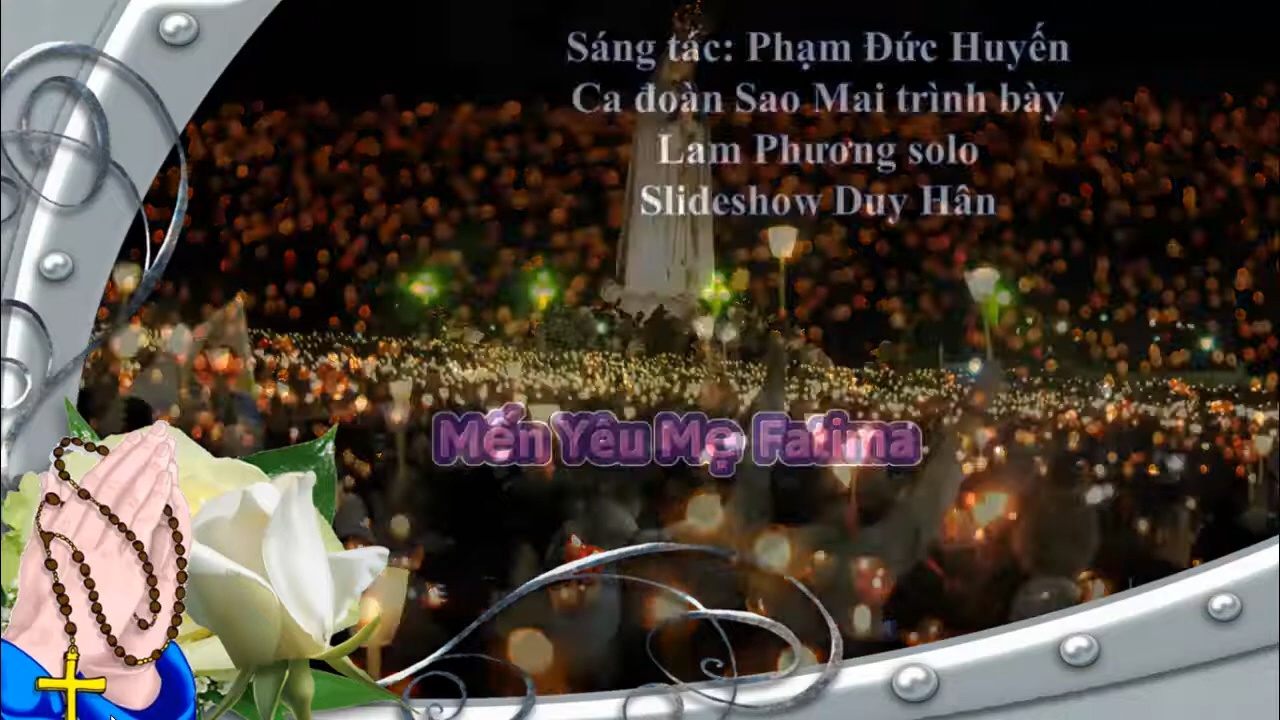 Sáng tác: Phạm Đức Huyến
Ca đoàn Sao Mai trình bày
Lam Phương solo
Slideshow Duy Hân
Mến Yêu Mẹ Fatima